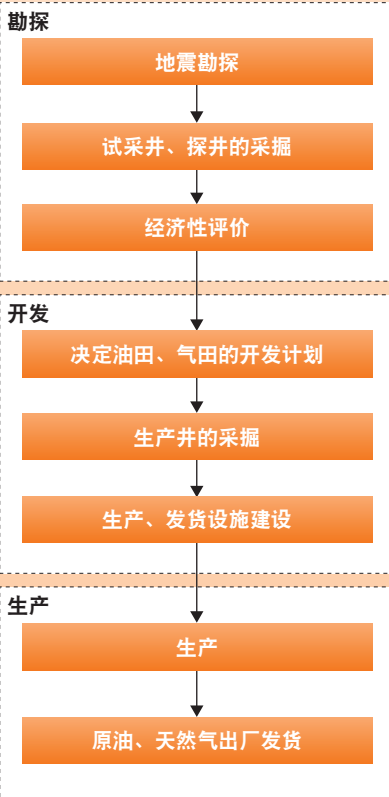 勘探
地震勘探
试采井、探井的采掘
经济性评价
开发
决定油田、气田的开发计划
生产井的采掘
生产、发货设施建设
生产
生产
原油、天然气出厂发货